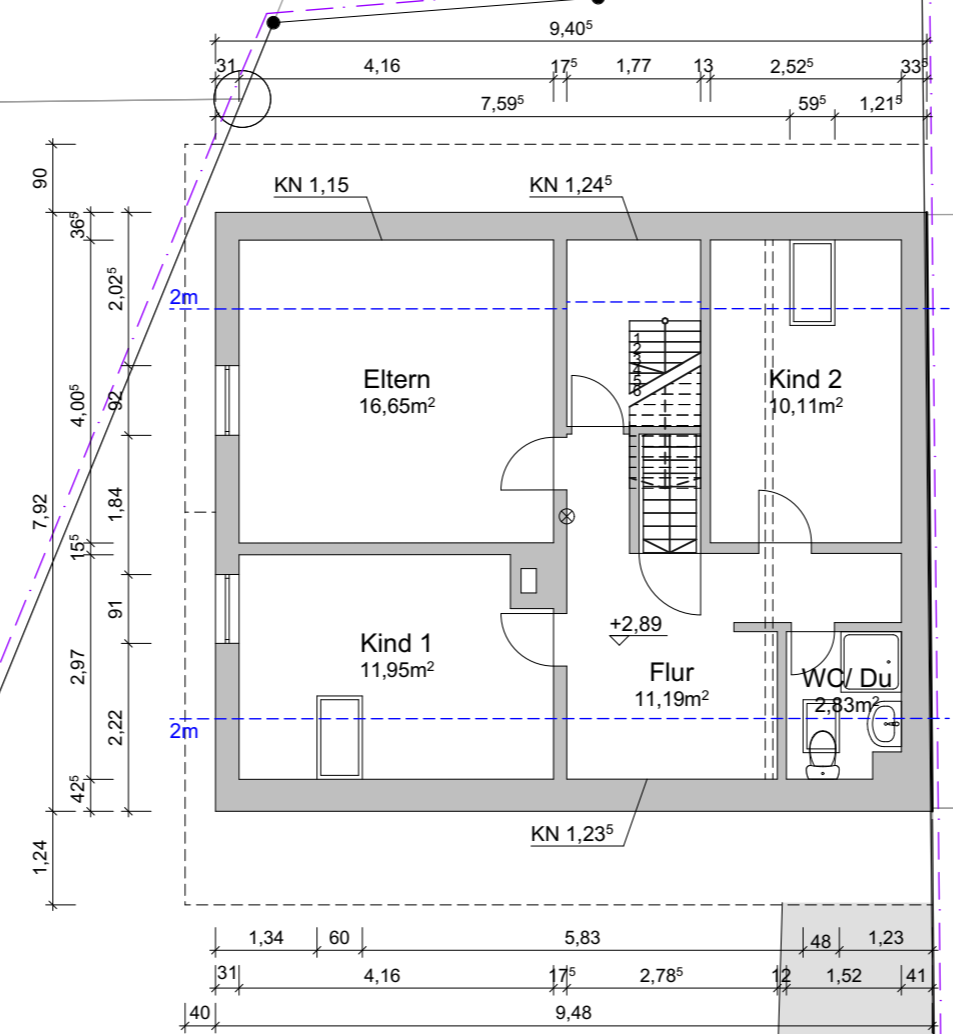 9,40⁵
31 4,16 17⁵ 1,77 13 2,52⁵ 33⁵
7,59⁵ 59⁵ 1,21⁵
90
KN 1,15
KN 1,24⁵
36⁵
2,02⁵
2m
1
2
3
4
5
6
Eltern
16,65m²
Kind 2
10,11m²
4,00⁵
92
7,92
1,84
15⁵
91
+2,89
Kind 1
11,95m²
Flur
11,19m²
WC/ Du
2,83m²
2,97
2,22
2m
42⁵
KN 1,23⁵
1,24
1,34 60 5,83 48 1,23
31 4,16 17⁵ 2,78⁵ 12 1,52 41
40 9,48